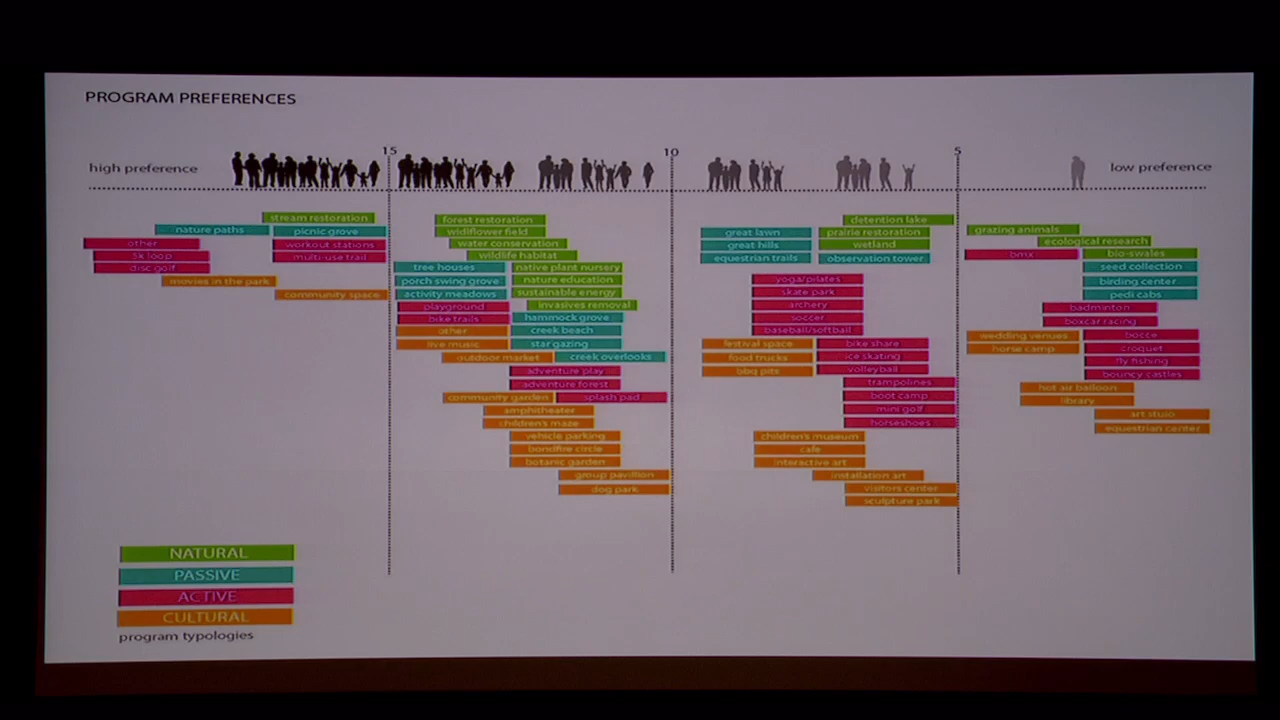 PROGRAM PREFERENCES
15
10
5
high preference
low preference
stream restoration
nature paths
picnic grove
other
workout stations
5k loop
multi-use trail
disc golf
movies in the park
community space
forest restoration
wildflower field
water conservation
wildlife habitat
tree houses
native plant nursery
porch swing grove
nature education
activity meadows
sustainable energy
playground
invasives removal
bike trails
hammock grove
other
creek beach
live music
star gazing
outdoor market
creek overlooks
adventure play
adventure forest
community garden
splash pad
amphitheater
children's maze
vehicle parking
bonsfire circle
botanic garden
group pavillion
dog park
detention lake
great lawn
prairie restoration
great hills
wetland
equestrian trails
observation tower
yoga/pilates
skate park
archery
soccer
baseball/softball
festival space
bike share
food trucks
ice skating
bbq pits
volleyball
trampolines
boot camp
mini golf
horseshoes
children's museum
cafe
interactive art
installation art
visitors center
sculpture park
grazing animals
ecological research
bmx
bio-swales
seed collection
birding center
pedi cabs
badminton
boxcar racing
wedding venues
bocce
horse camp
croquet
fly fishing
bouncy castles
hot air balloon
library
art stuio
equestrian center
NATURAL
PASSIVE
ACTIVE
CULTURAL
program typologies